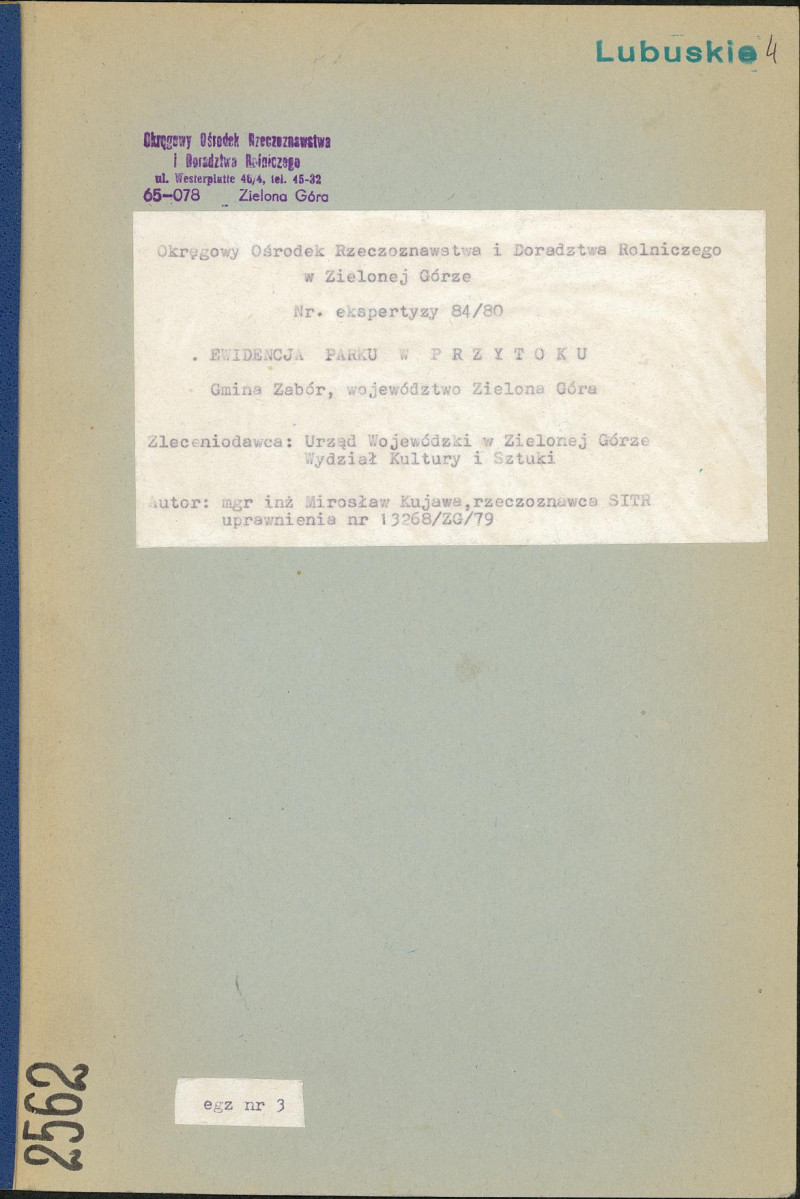 Lubuskie 4
Okręgowy Ośrodek Rzeczoznawstwa
i Doradztwa Rolniczego
ul. Westerplatte 46/4, tel. 45-32
65-078 Zielona Góra
Okręgowy Ośrodek Rzeczoznawstwa i Doradztwa Rolniczego
w Zielonej Górze
Nr. ekspertyzy 84/80
. EWIDENCJA PARKU W P R Z Y T O K U
Gmina Zabór, województwo Zielona Góra
Zleceniodawca: Urząd Wojewódzki w Zielonej Górze
Wydział Kultury i Sztuki
Autor: mgr inż Mirosław Kujawa,rzeczoznawca SITR
uprawnienia nr 13268/ZG/79
egz nr 3
2562